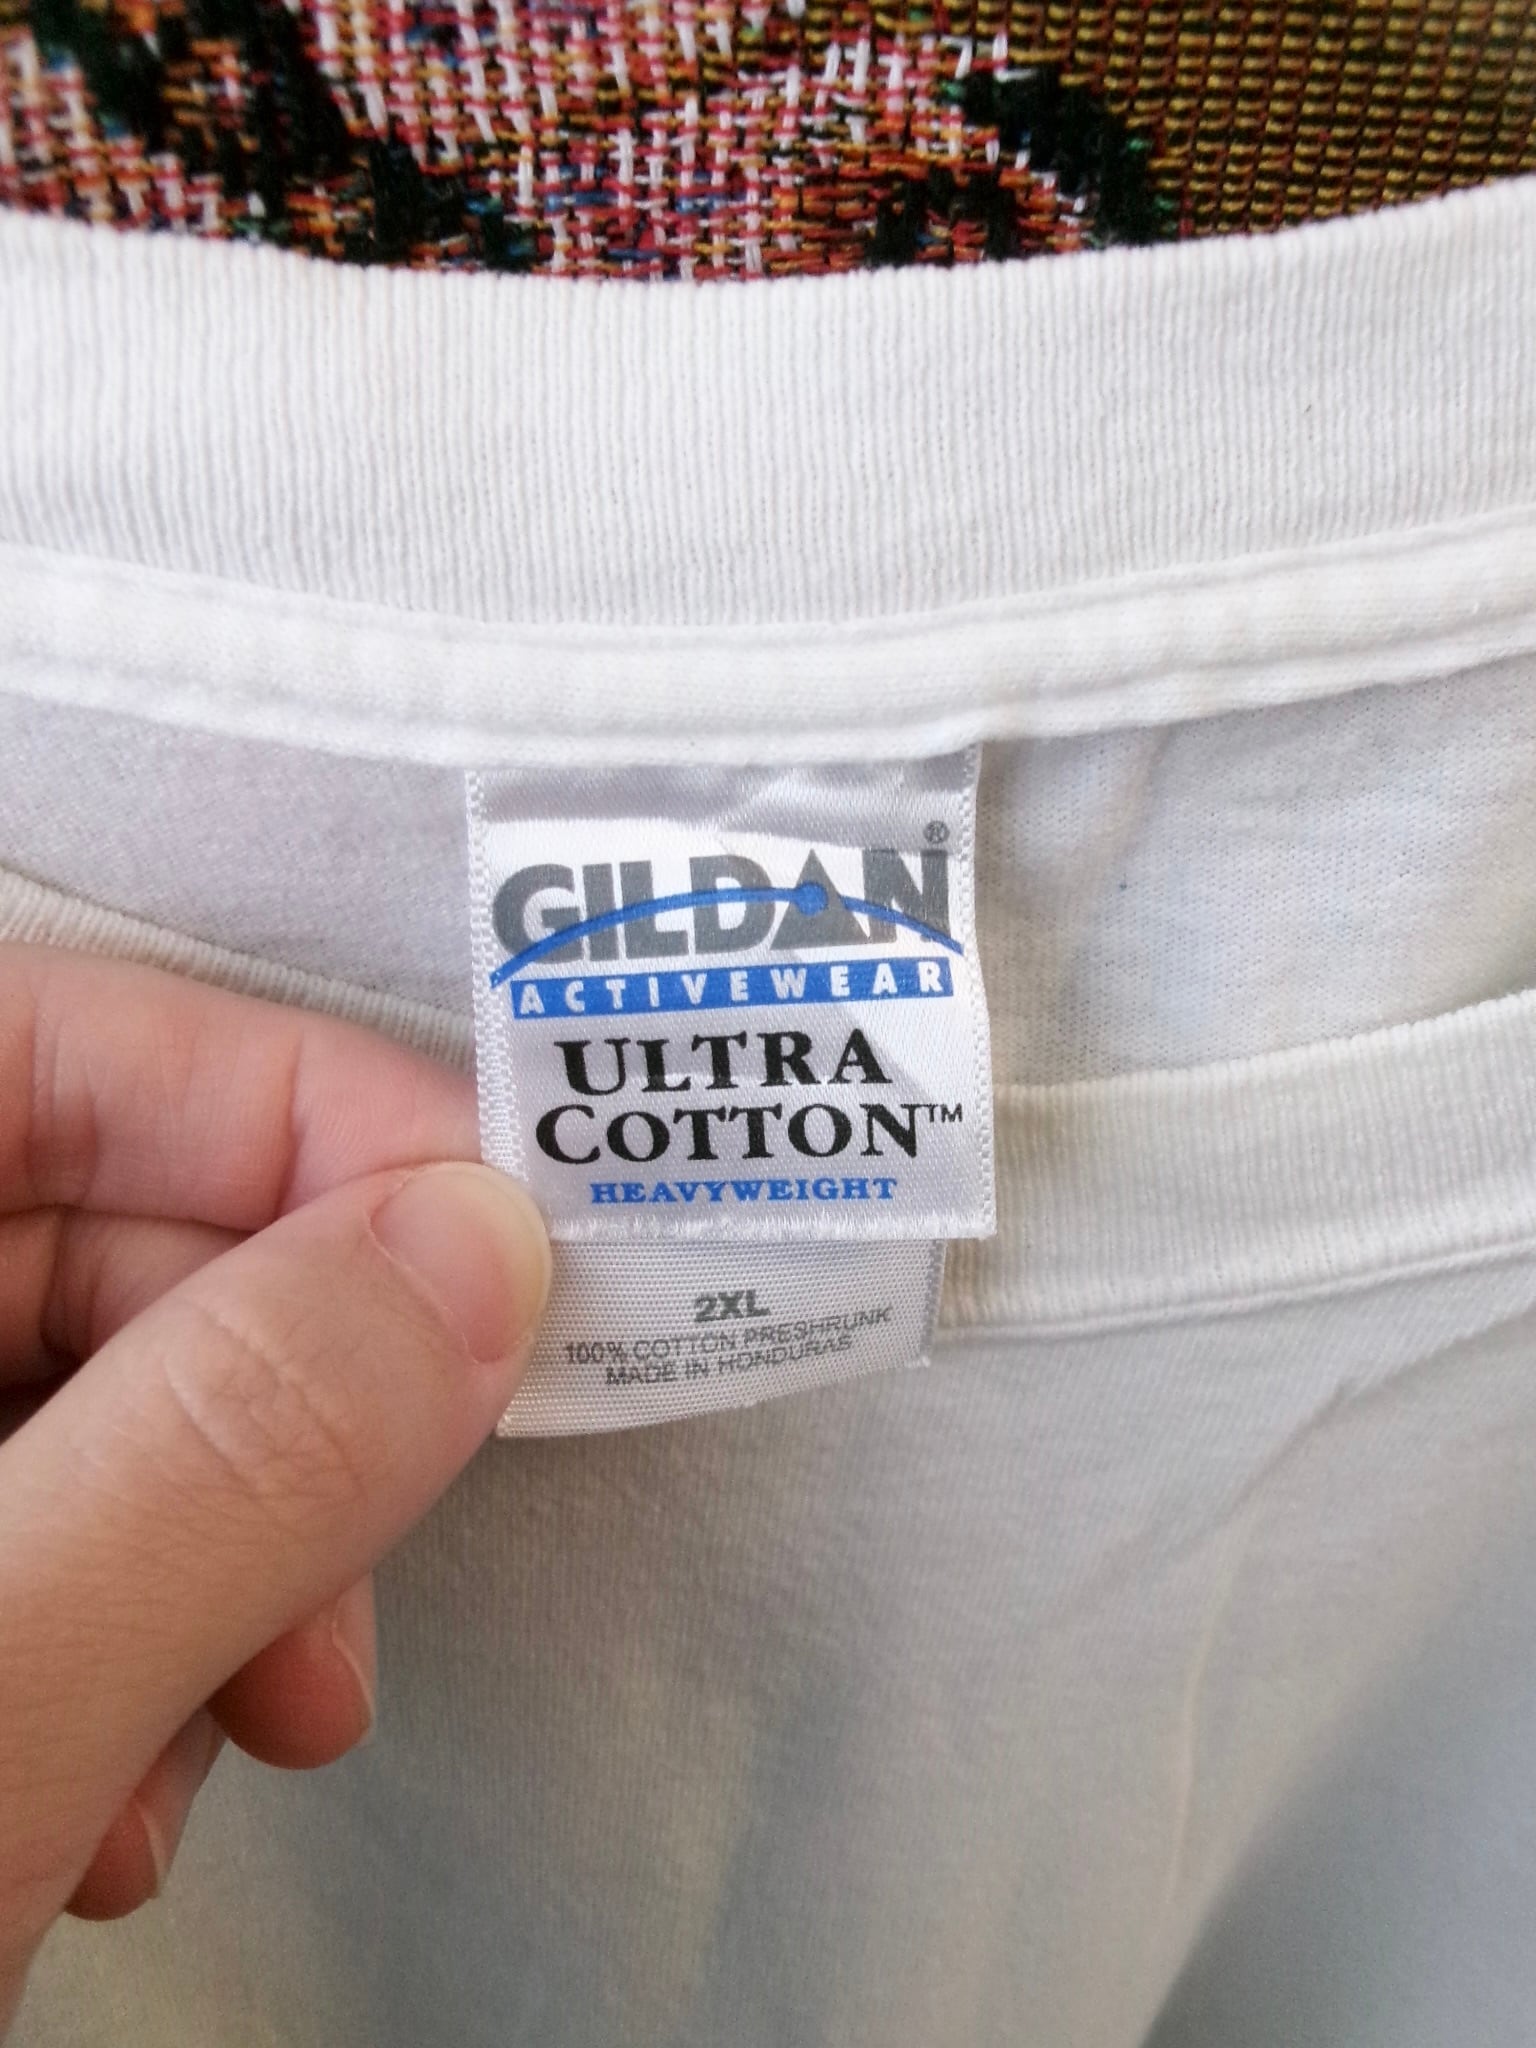 GILDAN®
ACTIVEWEAR
ULTRA
COTTON™
HEAVYWEIGHT
2XL
100% COTTON PRESHRUNK
MADE IN HONDURAS